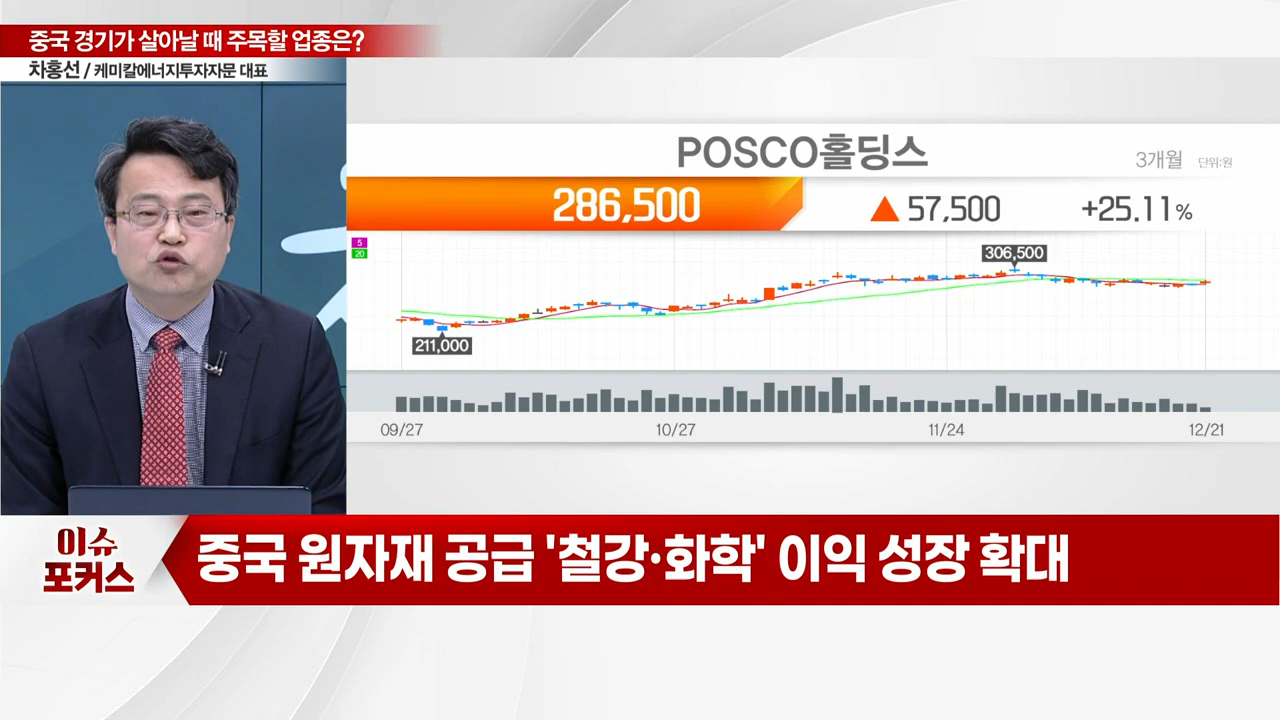 중국 경기가 살아날 때 주목할 업종은?
차홍선 / 케미칼에너지투자자문 대표
POSCO홀딩스
3개월 단위:원
286,500 ▲ 57,500 +25.11%
5
20
306,500
211,000
09/27 10/27 11/24 12/21
이슈
포커스
중국 원자재 공급 '철강·화학' 이익 성장 확대